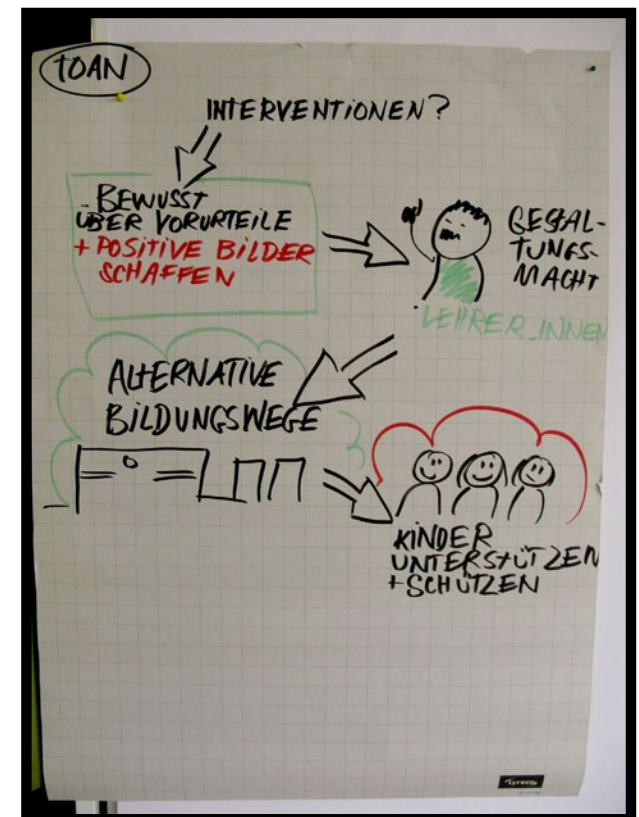 TOAN
INTERVENTIONEN?
BEWUSST
ÜBER VORURTEILE
+ POSITIVE BILDER
SCHAFFEN
GESTAL-
TUNGS-
MACHT
LEHRER_INNEN
ALTERNATIVE
BILDUNGSWEGE
KINDER
UNTERSTÜTZEN
+ SCHÜTZEN